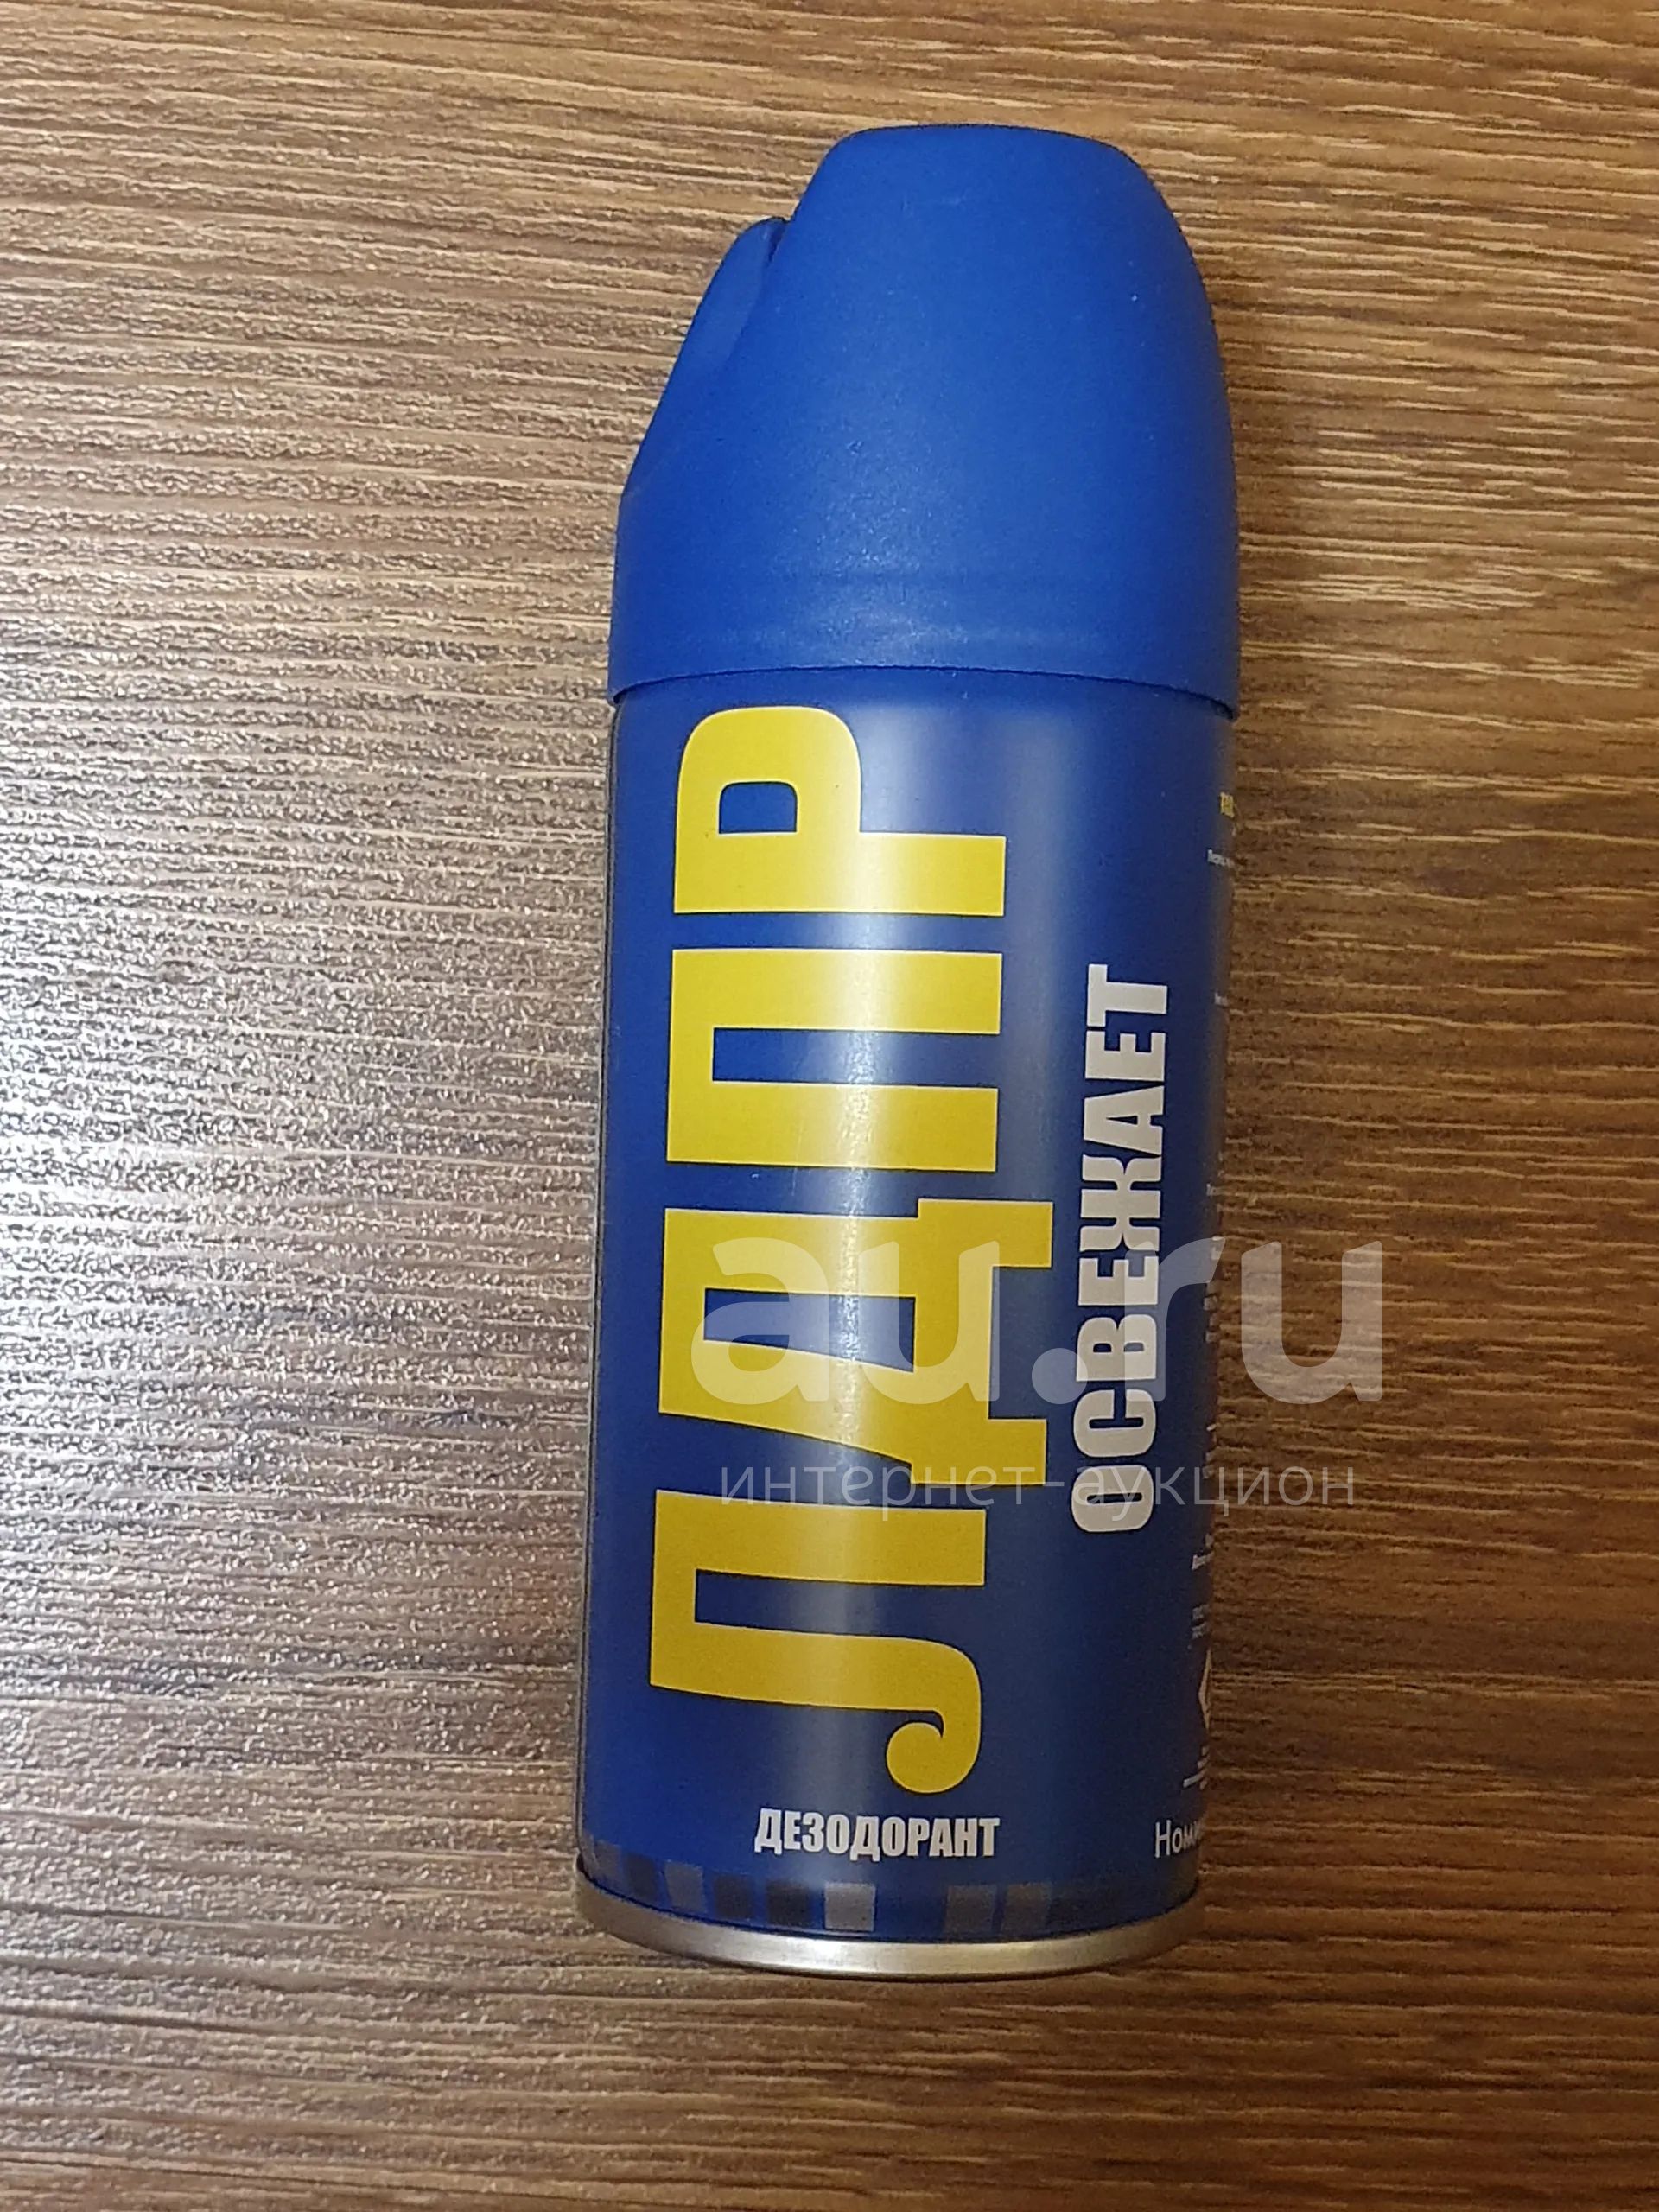 ЛДПР
ОСВЕЖАЕТ
ДЕЗОДОРАНТ
au.ru
интернет-аукцион